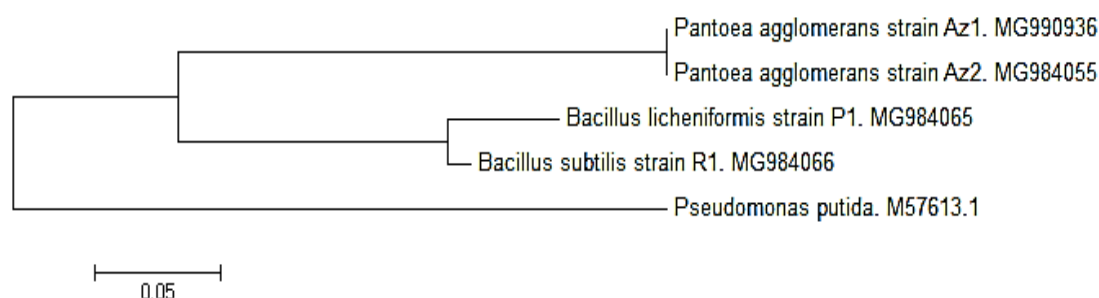 Pantoea agglomerans strain Az1. MG990936
Pantoea agglomerans strain Az2. MG984055
Bacillus licheniformis strain P1. MG984065
Bacillus subtilis strain R1. MG984066
Pseudomonas putida. M57613.1
0.05